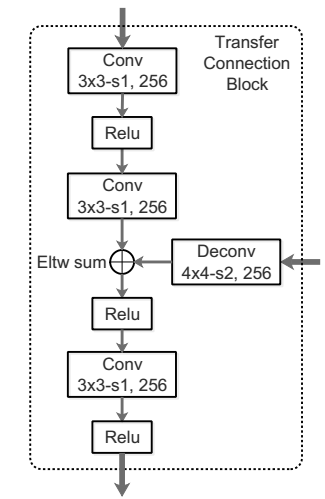 Transfer
Connection
Block
Conv
3x3-s1, 256
Relu
Conv
3x3-s1, 256
Eltw sum
Deconv
4x4-s2, 256
Relu
Conv
3x3-s1, 256
Relu